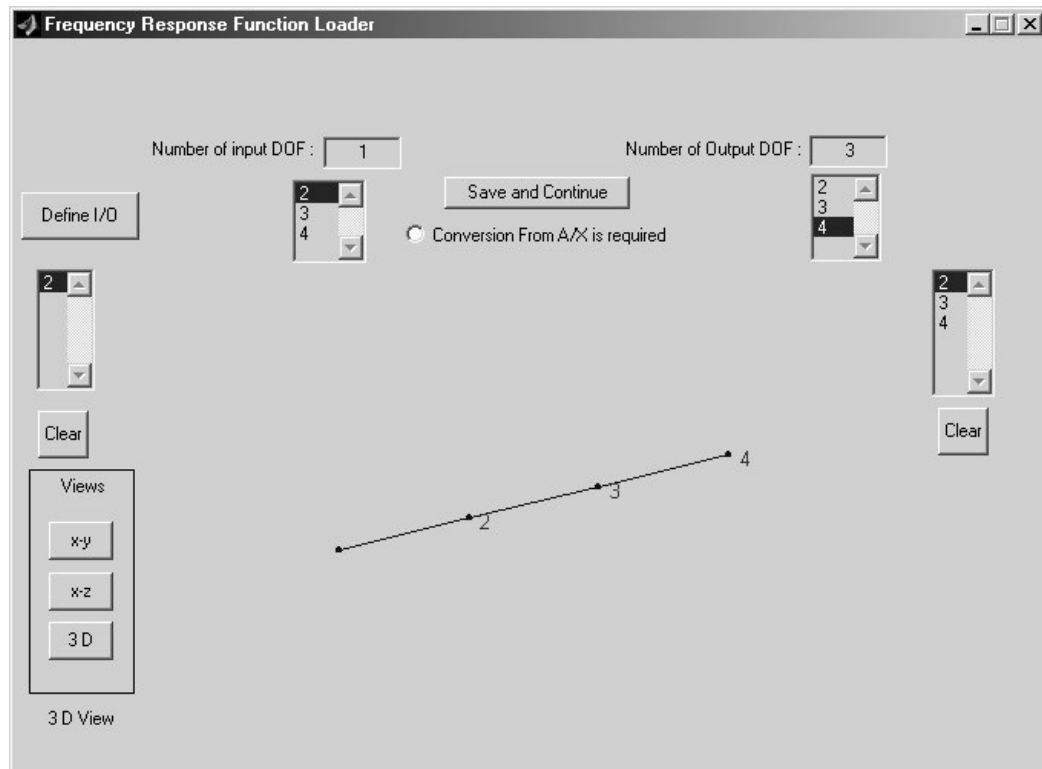 Frequency Response Function Loader
Number of input DOF : 1
Number of Output DOF : 3
Define I/O
2
3
4
Save and Continue
Conversion From A/X is required
2
3
4
2
2
3
4
Clear
Clear
4
3
2
Views
x-y
x-z
3 D
3 D View